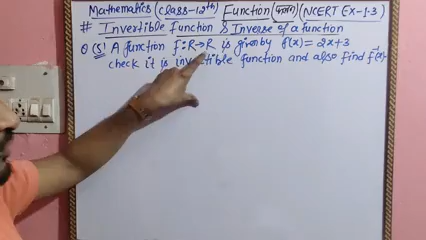 Mathematics (Class-12th) Function (फलन) (NCERT EX-1.3)
# Invertible Function & Inverse of a function
Q (5) A function f:R→R is given by f(x) = 2x+3
check it is invertible function and also find